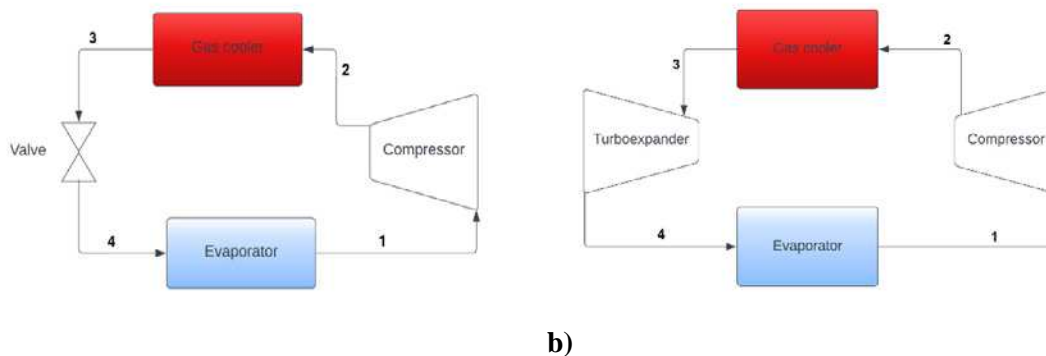 3
Gas cooler
2
Valve
Compressor
4
Evaporator
1
3
Gas cooler
2
Turboexpander
Compressor
4
Evaporator
1
b)